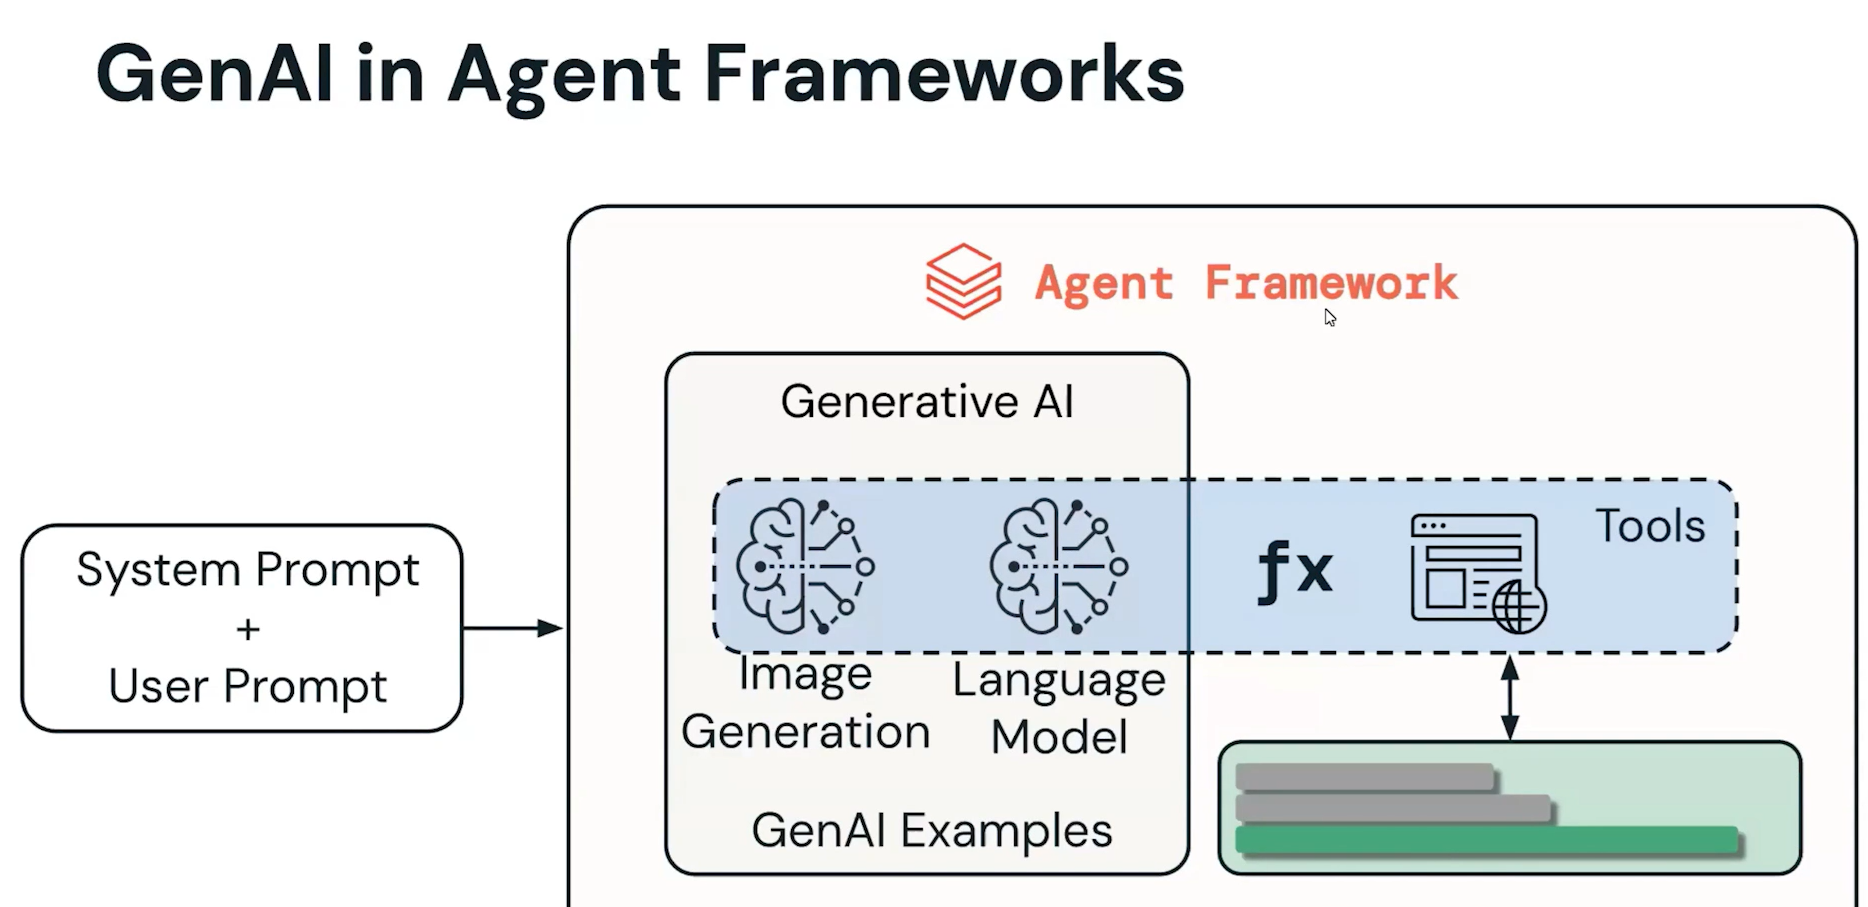 GenAI in Agent Frameworks
Agent Framework
Generative AI
Tools
ƒx
System Prompt
+
User Prompt
Image
Generation
Language
Model
GenAI Examples